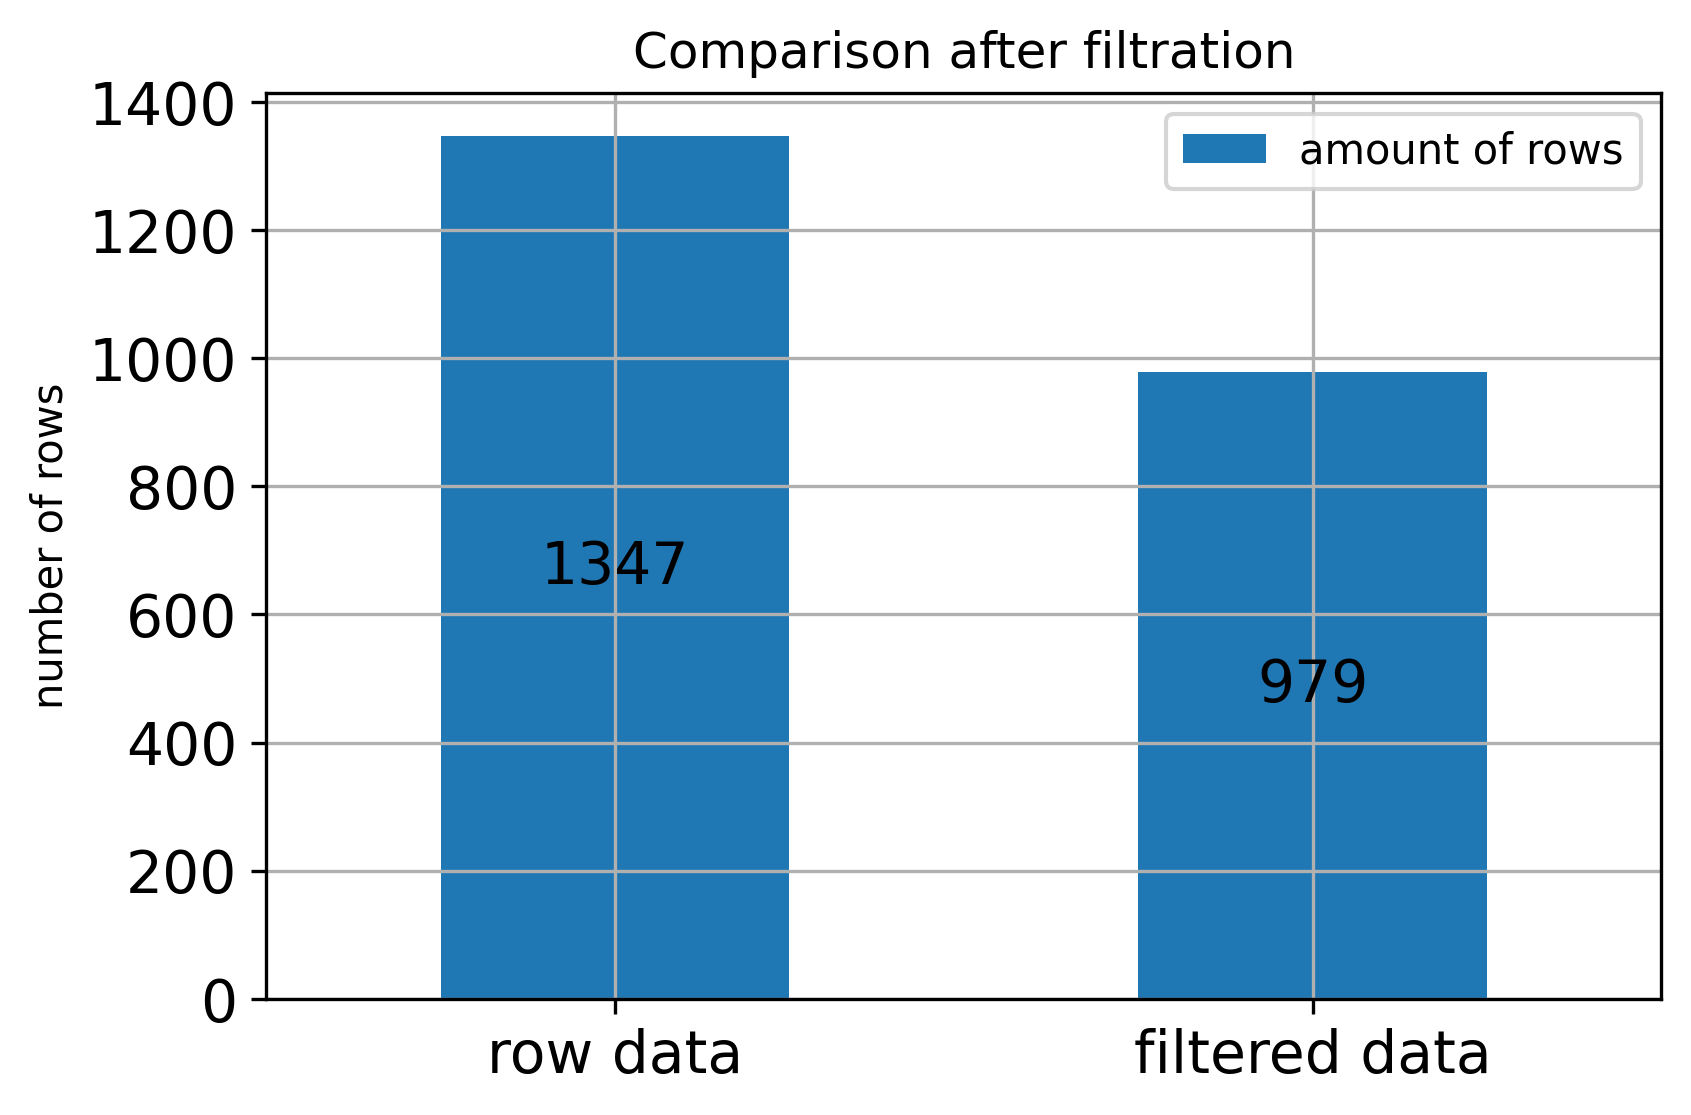 Comparison after filtration
1400
1200
1000
800
600
400
200
0
number of rows
amount of rows
1347
979
row data
filtered data